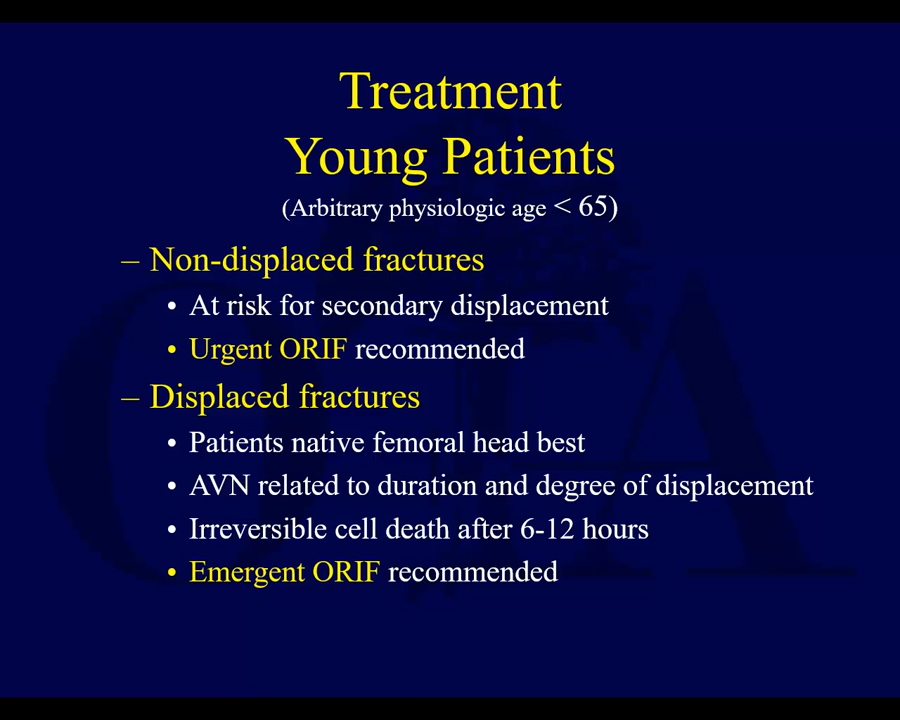 Treatment
Young Patients
(Arbitrary physiologic age < 65)
– Non-displaced fractures
• At risk for secondary displacement
• Urgent ORIF recommended
– Displaced fractures
• Patients native femoral head best
• AVN related to duration and degree of displacement
• Irreversible cell death after 6-12 hours
• Emergent ORIF recommended
OTA